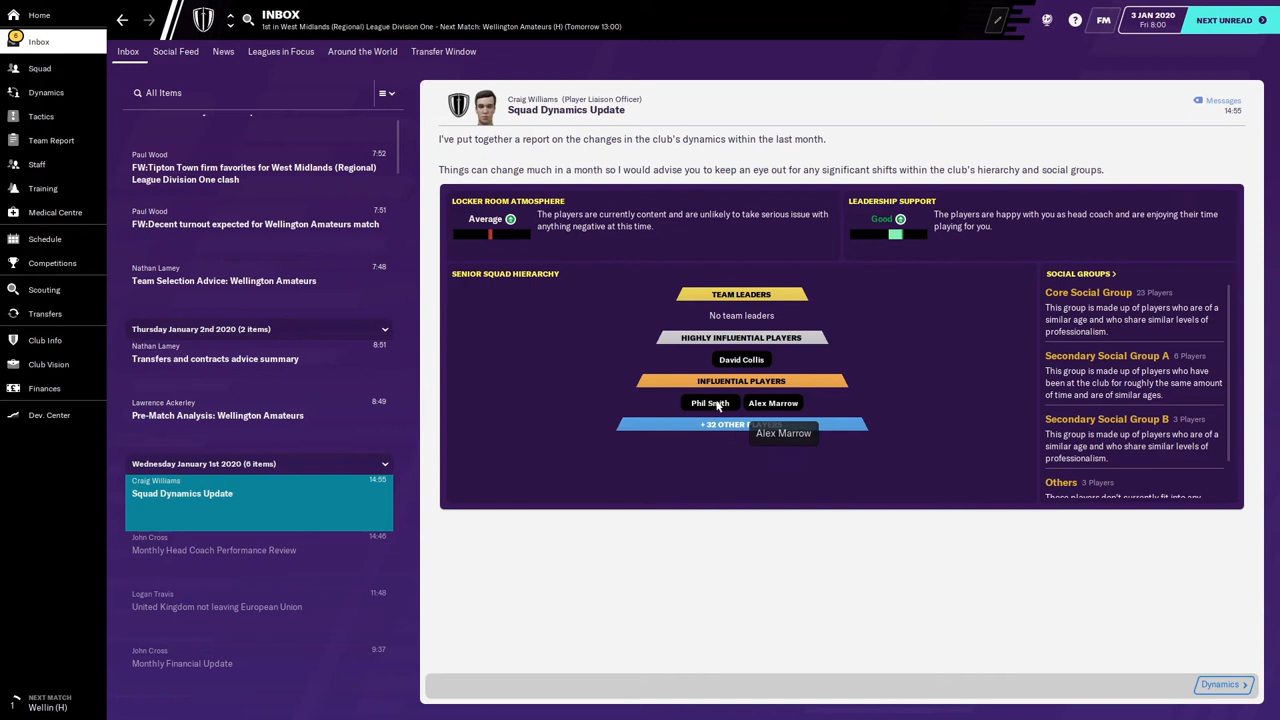 Home
6
Inbox
Squad
Dynamics
Tactics
Team Report
Staff
Training
Medical Centre
Schedule
Competitions
Scouting
Transfers
Club Info
Club Vision
Finances
Dev. Center
1
NEXT MATCH
Wellin (H)
INBOX
1st in West Midlands (Regional) League Division One - Next Match: Wellington Amateurs (H) (Tomorrow 13:00)
?
FM
3 JAN 2020
Fri 8:00
NEXT UNREAD
Inbox
Social Feed
News
Leagues in Focus
Around the World
Transfer Window
All Items
Paul Wood
7:52
FW:Tipton Town firm favorites for West Midlands (Regional)
League Division One clash
Paul Wood
7:51
FW:Decent turnout expected for Wellington Amateurs match
Nathan Lamey
7:48
Team Selection Advice: Wellington Amateurs
Thursday January 2nd 2020 (2 items)
Nathan Lamey
8:51
Transfers and contracts advice summary
Lawrence Ackerley
8:49
Pre-Match Analysis: Wellington Amateurs
Wednesday January 1st 2020 (6 items)
Craig Williams
14:55
Squad Dynamics Update
John Cross
14:46
Monthly Head Coach Performance Review
Logan Travis
11:48
United Kingdom not leaving European Union
John Cross
9:37
Monthly Financial Update
Craig Williams (Player Liaison Officer)
Squad Dynamics Update
Messages
14:55
I've put together a report on the changes in the club's dynamics within the last month.
Things can change much in a month so I would advise you to keep an eye out for any significant shifts within the club's hierarchy and social groups.
LOCKER ROOM ATMOSPHERE
Average
The players are currently content and are unlikely to take serious issue with
anything negative at this time.
LEADERSHIP SUPPORT
Good
The players are happy with you as head coach and are enjoying their time
playing for you.
SENIOR SQUAD HIERARCHY
TEAM LEADERS
No team leaders
HIGHLY INFLUENTIAL PLAYERS
David Collis
INFLUENTIAL PLAYERS
Phil Smith
Alex Marrow
+ 32 OTHER
Alex Marrow
SOCIAL GROUPS
Core Social Group 23 Players
This group is made up of players who are of a
similar age and who share similar levels of
professionalism.
Secondary Social Group A 6 Players
This group is made up of players who have
been at the club for roughly the same amount
of time and are of similar ages.
Secondary Social Group B 3 Players
This group is made up of players who are of a
similar age and who share similar levels of
professionalism.
Others 3 Players
These players don't currently fit into any
Dynamics